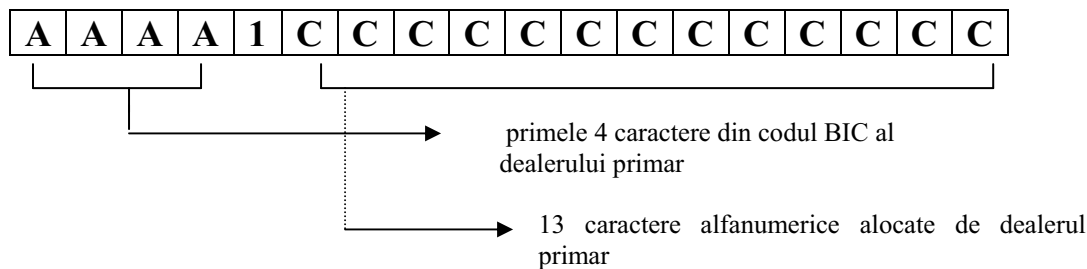 A A A A 1 C C C C C C C C C C C C C
primele 4 caractere din codul BIC al
dealerului primar
13 caractere alfanumerice alocate de dealerul
primar